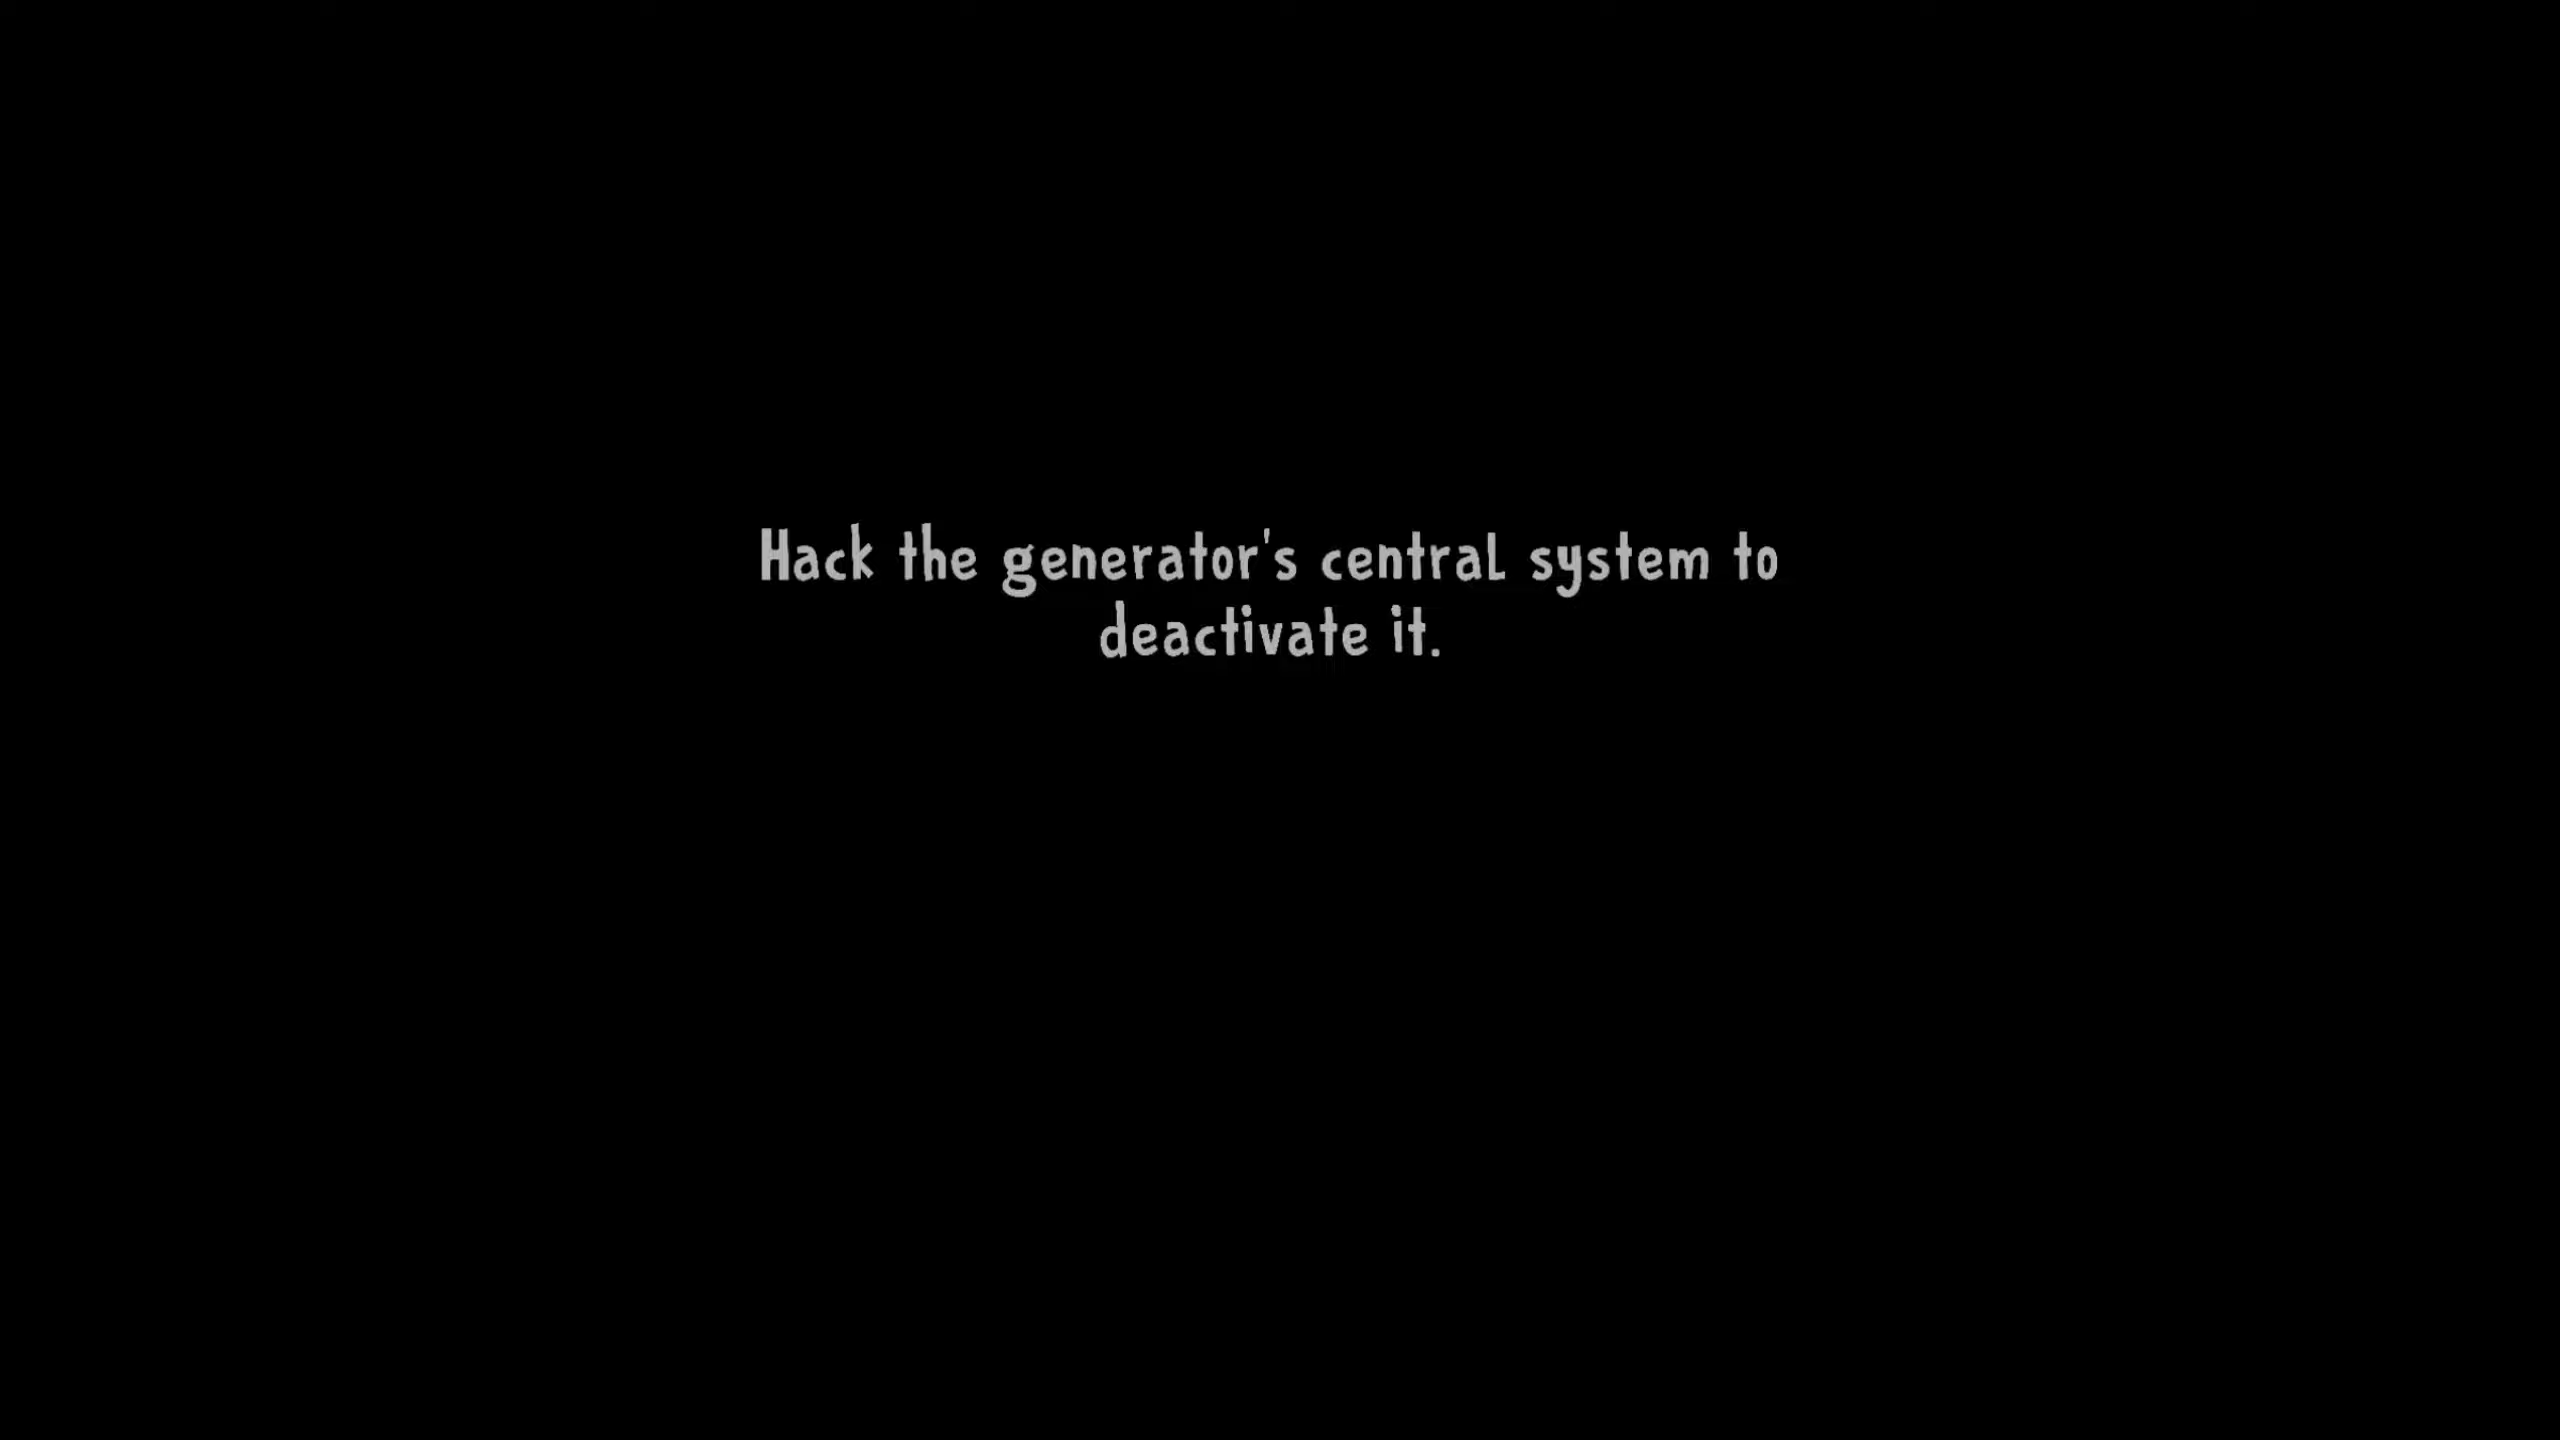 Hack the generator's central system to
deactivate it.